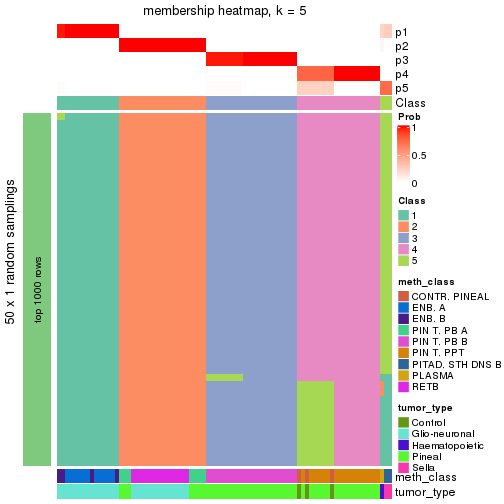 membership heatmap, k = 5
p1
p2
p3
p4
p5
Class
50 x 1 random samplings
top 1000 rows
meth_class
tumor_type
Prob
1
0.5
0
Class
1
2
3
4
5
meth_class
CONTR. PINEAL
ENB. A
ENB. B
PIN T. PB A
PIN T. PB B
PIN T. PPT
PITAD. STH DNS B
PLASMA
RETB
tumor_type
Control
Glio-neuronal
Haematopoietic
Pineal
Sella